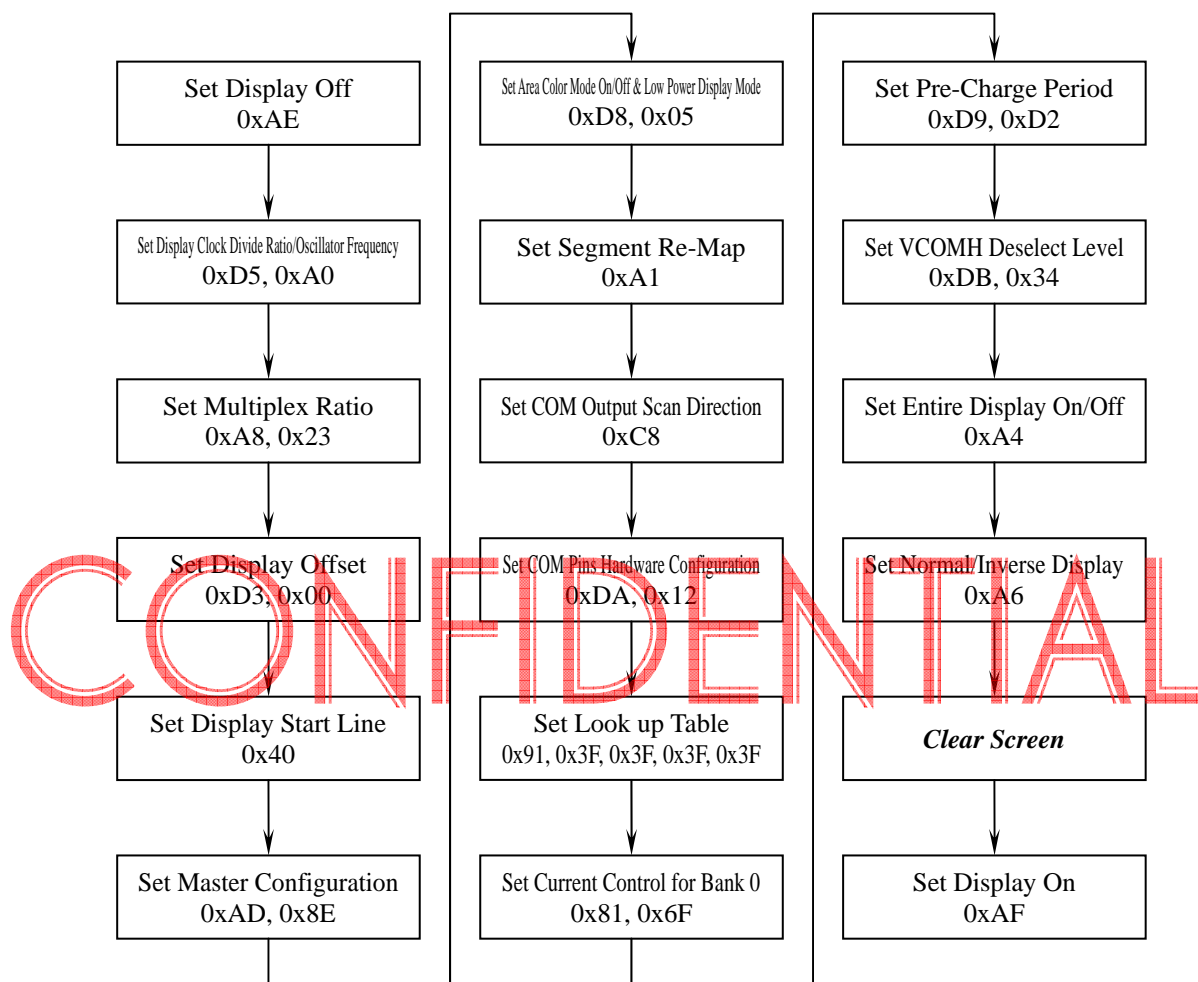 Set Display Off
0xAE
Set Display Clock Divide Ratio/Oscillator Frequency
0xD5, 0xA0
Set Multiplex Ratio
0xA8, 0x23
Set Display Offset
0xD3, 0x00
Set Display Start Line
0x40
Set Master Configuration
0xAD, 0x8E
Set Area Color Mode On/Off & Low Power Display Mode
0xD8, 0x05
Set Segment Re-Map
0xA1
Set COM Output Scan Direction
0xC8
Set COM Pins Hardware Configuration
0xDA, 0x12
Set Look up Table
0x91, 0x3F, 0x3F, 0x3F, 0x3F
Set Current Control for Bank 0
0x81, 0x6F
Set Pre-Charge Period
0xD9, 0xD2
Set VCOMH Deselect Level
0xDB, 0x34
Set Entire Display On/Off
0xA4
Set Normal/Inverse Display
0xA6
Clear Screen
Set Display On
0xAF
CONFIDENTIAL